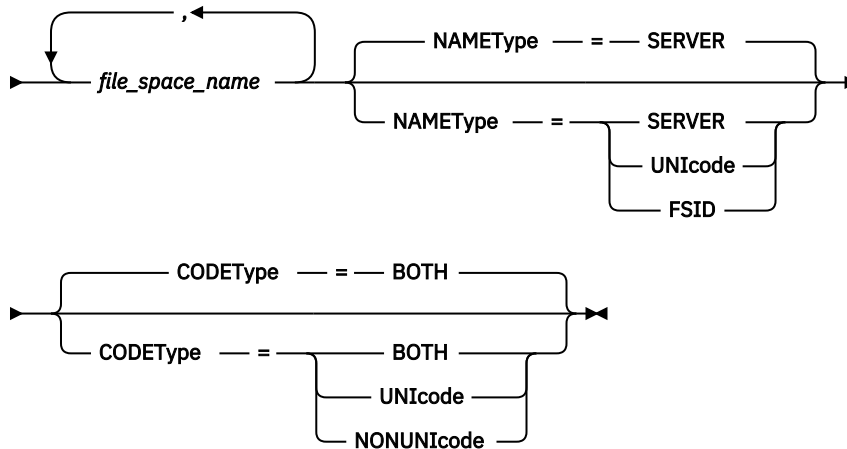 ,
NAMEType = SERVER
file_space_name
NAMEType = SERVER
UNIcode
FSID
CODEType = BOTH
CODEType = BOTH
UNIcode
NONUNIcode